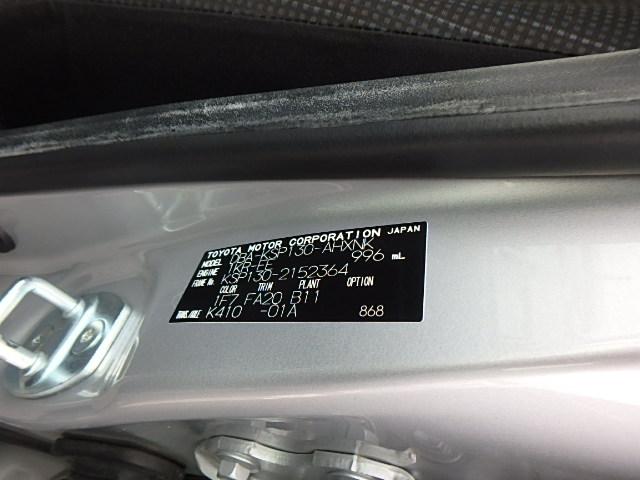 TOYOTA MOTOR CORPORATION JAPAN
MODEL DBA-KSP130-AHXNK
ENGINE 1KR-FE 996 mL
FRAME No. KSP130-2152364
COLOR TRIM PLANT OPTION
1F7 FA20 B11
TRANS/AXLE K410 -01A 868